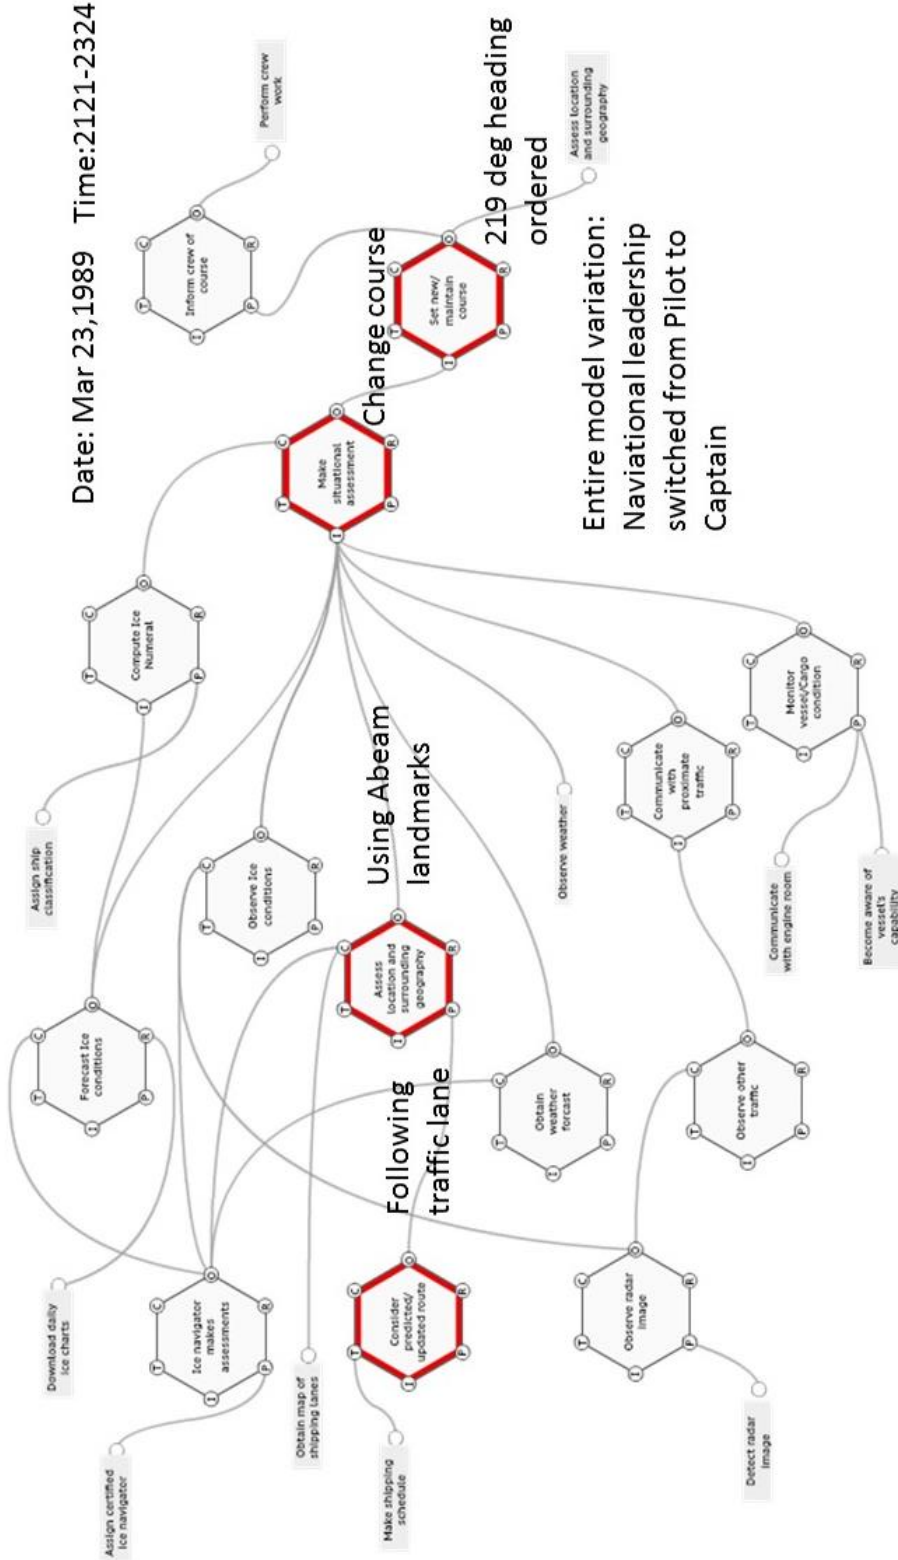 Date: Mar 23,1989    Time:2121-2324
Assign certified
ice navigator
Download daily
ice charts
Assign ship
classification
Perform crew
work
T
C
I
Forecast Ice
conditions
O
P
R
T
C
I
Compute Ice
Numeral
O
P
R
T
C
I
Inform crew of
course
O
P
R
T
C
I
Ice navigator
makes
assessments
O
P
R
T
C
I
Observe Ice
conditions
O
P
R
T
C
I
Make
situational
assessment
O
P
R
Change course
Obtain map of
shipping lanes
Make shipping
schedule
T
C
I
Consider
predicted/
updated route
O
P
R
Following
traffic lane
T
C
I
Assess
location and
surrounding
geography
O
P
R
Using Abeam
landmarks
T
C
I
Set new/
maintain
course
O
P
R
219 deg heading
ordered
Assess location
and surrounding
geography
T
C
I
Obtain
weather
forcast
O
P
R
Observe weather
Entire model variation:
Naviational leadership
switched from Pilot to
Captain
Detect radar
image
T
C
I
Observe radar
image
O
P
R
T
C
I
Observe other
traffic
O
P
R
T
C
I
Communicate
with
proximate
traffic
O
P
R
Communicate
with engine room
Become aware of
vessel's
capability
T
C
I
Monitor
vessel/Cargo
condition
O
P
R